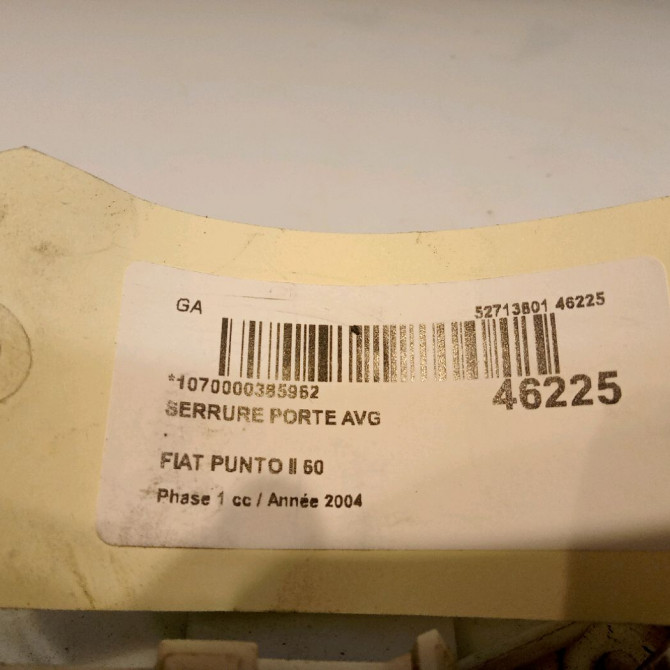 GA 52713801 46225
*1070000385962 46225
SERRURE PORTE AVG
FIAT PUNTO II 60
Phase 1 cc / Année 2004